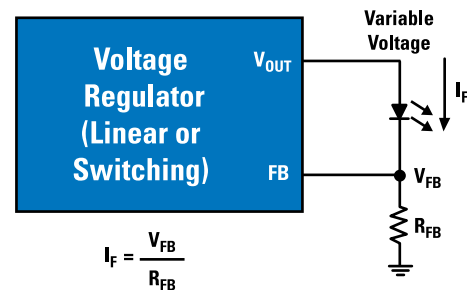 Variable
Voltage
Voltage
Regulator
(Linear or
Switching)
VOUT
IF
FB
VFB
RFB
IF = VFB / RFB